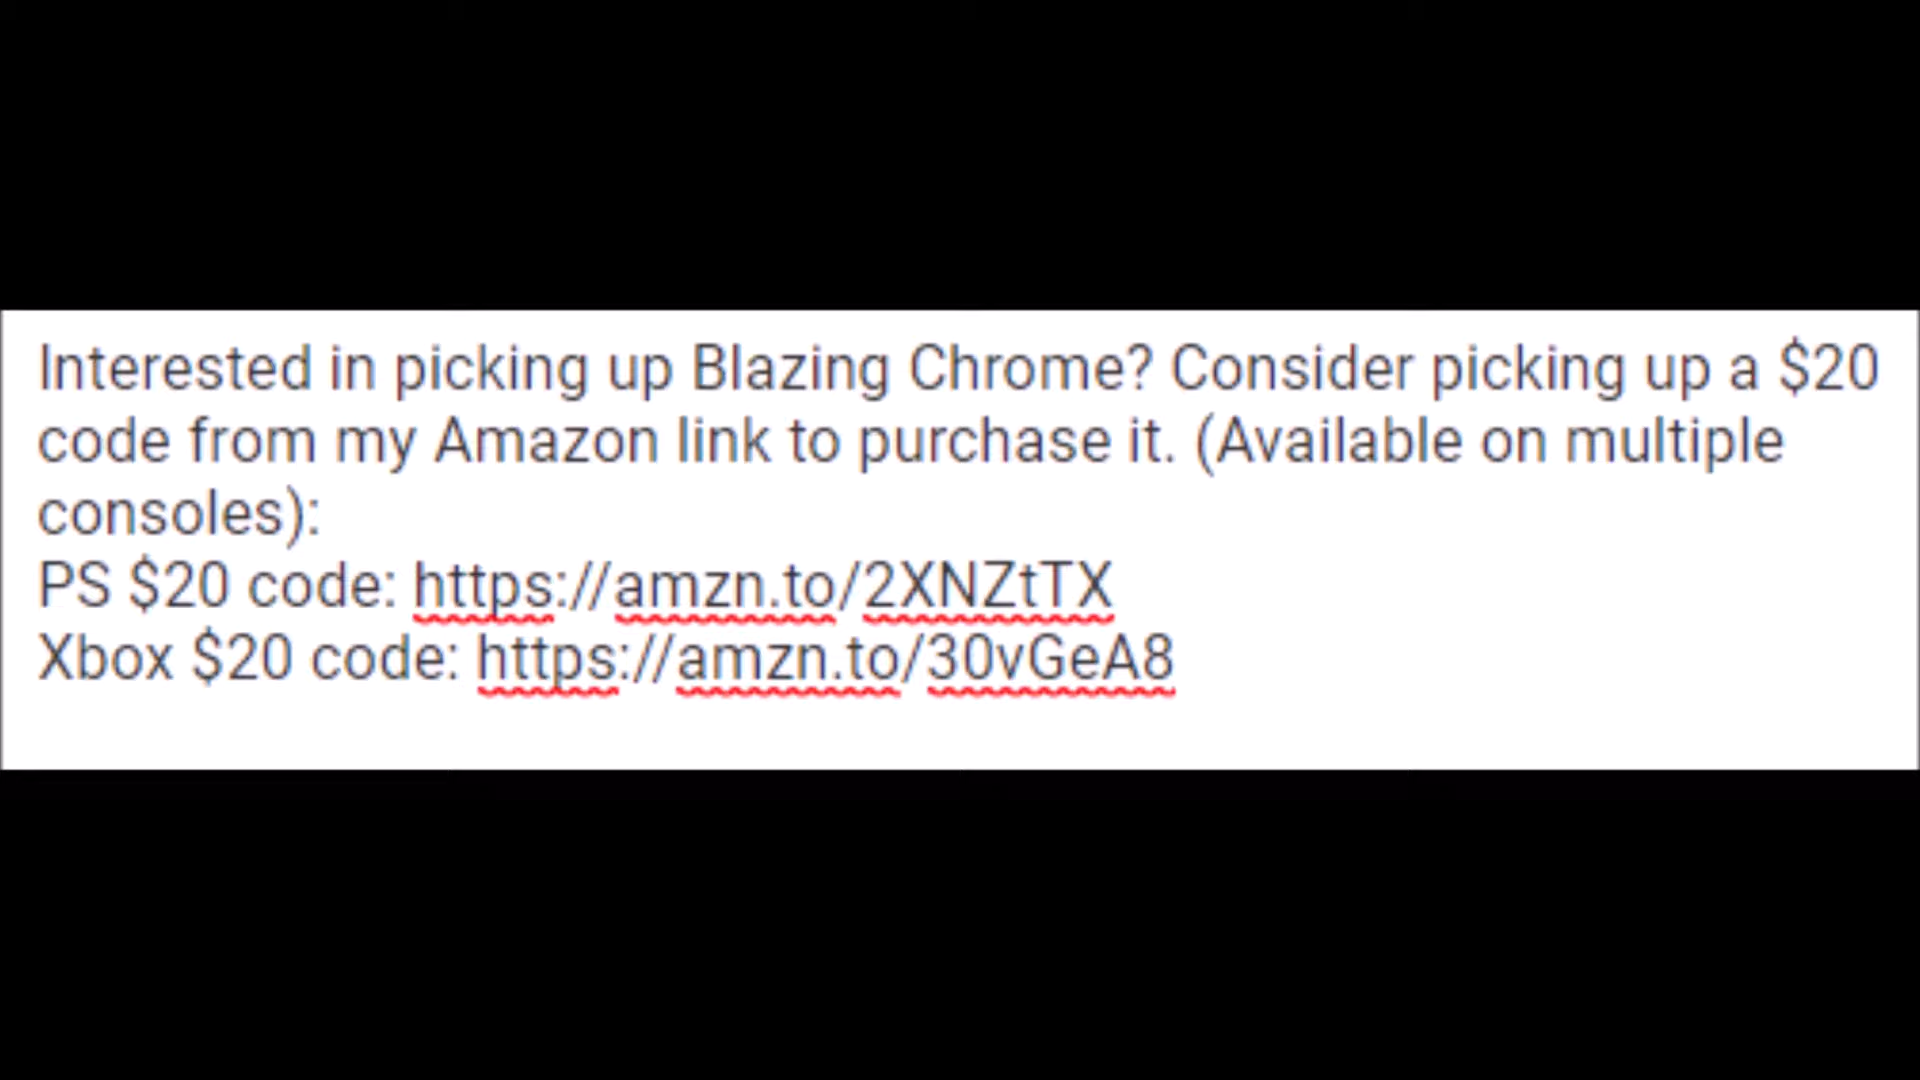 Interested in picking up Blazing Chrome? Consider picking up a $20
code from my Amazon link to purchase it. (Available on multiple
consoles):
PS $20 code: https://amzn.to/2XNZtTX
Xbox $20 code: https://amzn.to/30vGeA8